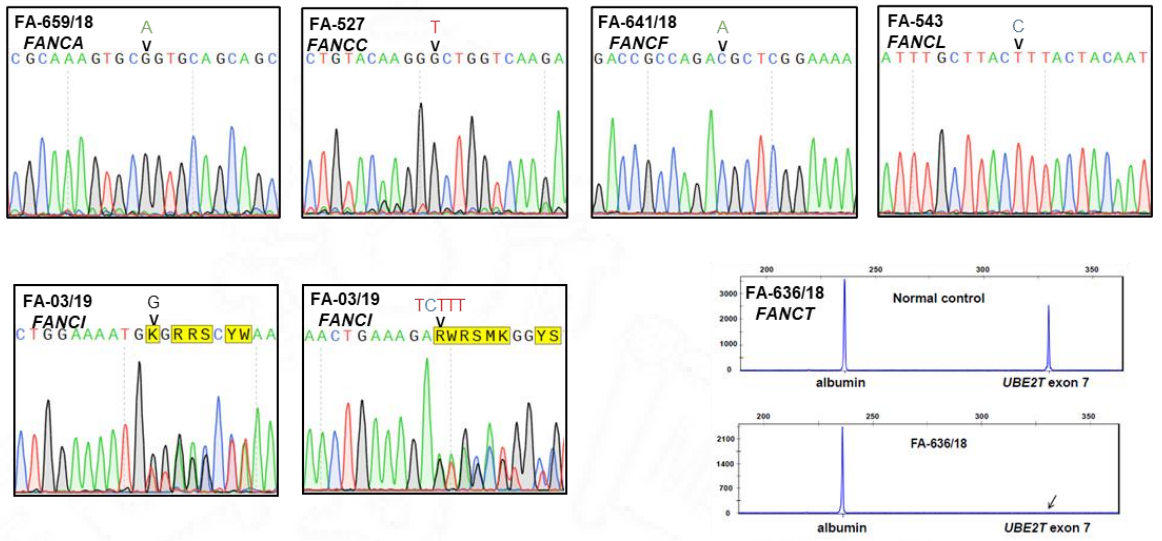 FA-659/18
FANCA
A
V
CGCAAAGTGCGGTGCAGCAGC
FA-527
FANCC
T
V
CTGTACAAGGGCTGGTCAAGA
FA-641/18
FANCF
A
V
GACCGCCAGACGCTCGGAAAA
FA-543
FANCL
C
V
ATTTGCTTACTTTACTACAAT
FA-03/19
FANCI
G
V
CTGGAAAATGKGRRSCYWAA
FA-03/19
FANCI
TCTTT
V
AACTGAAAGARWRSMKGGYS
FA-636/18
FANCT
200 250 300 350
3000
2000
1000
0
Normal control
albumin UBE2T exon 7
200 250 300 350
2100
1400
700
0
FA-636/18
albumin UBE2T exon 7